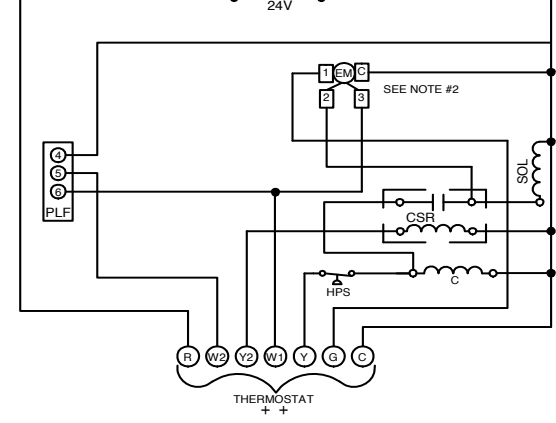 24V
1 EM C
2 3
SEE NOTE #2
4
5
6
PLF
SOL
CSR
C
HPS
R W2 Y2 W1 Y G C
THERMOSTAT
+ +